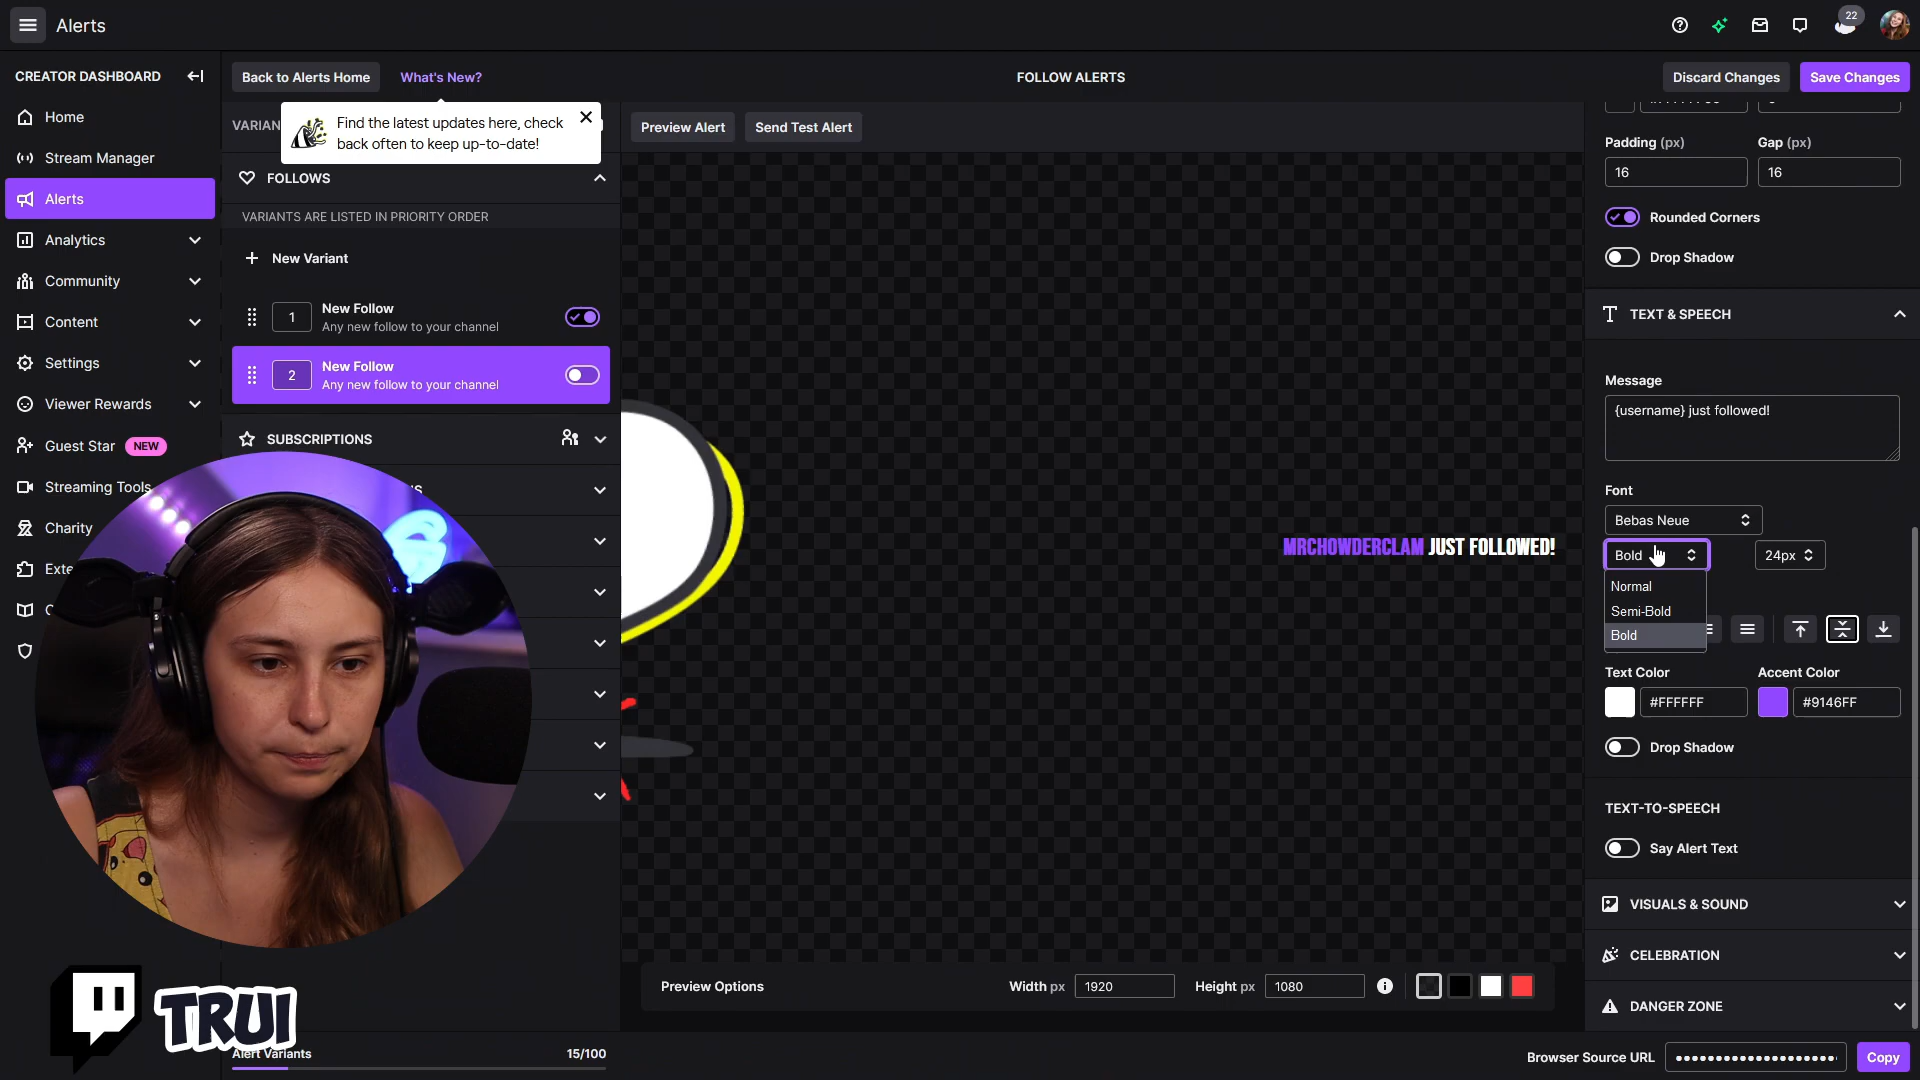 Alerts
22
CREATOR DASHBOARD
Back to Alerts Home
What's New?
FOLLOW ALERTS
Discard Changes
Save Changes
Home
Stream Manager
Alerts
Analytics
Community
Content
Settings
Viewer Rewards
Guest Star NEW
Streaming Tools
Charity
Find the latest updates here, check
back often to keep up-to-date!
FOLLOWS
VARIANTS ARE LISTED IN PRIORITY ORDER
New Variant
1
New Follow
Any new follow to your channel
2
New Follow
Any new follow to your channel
SUBSCRIPTIONS
Alert Variants
15/100
Preview Alert
Send Test Alert
MRCHOWDERCLAM JUST FOLLOWED!
Preview Options
Width px
1920
Height px
1080
Padding (px)
Gap (px)
16
16
Rounded Corners
Drop Shadow
TEXT & SPEECH
Message
{username} just followed!
Font
Bebas Neue
Bold
24px
Normal
Semi-Bold
Bold
Text Color
Accent Color
#FFFFFF
#9146FF
Drop Shadow
TEXT-TO-SPEECH
Say Alert Text
VISUALS & SOUND
CELEBRATION
DANGER ZONE
Browser Source URL
Copy
TRUI